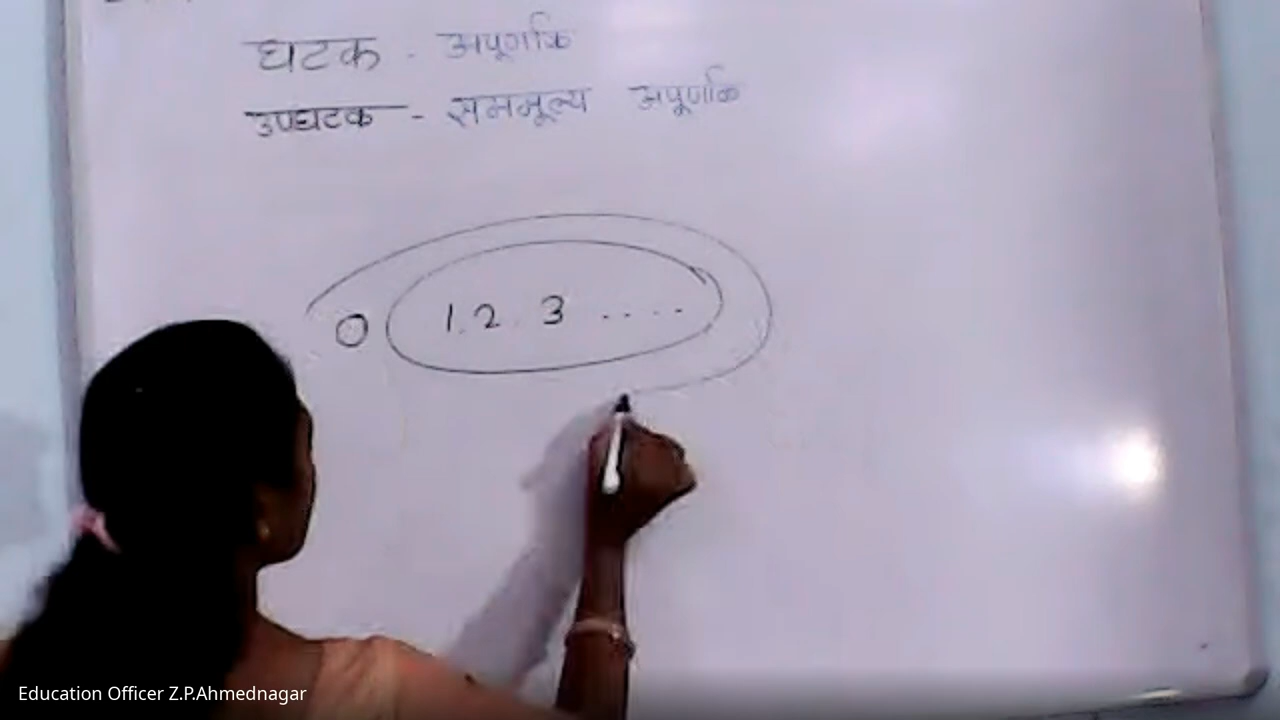 घटक - अपूर्णांक
उपघटक - सममूल्य अपूर्णांक
0 1. 2. 3 ....
Education Officer Z.P.Ahmednagar